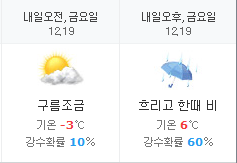 내일오전,금요일
12.19
구름조금
기온 -3℃
강수확률 10%
내일오후,금요일
12.19
흐리고 한때 비
기온 6℃
강수확률 60%